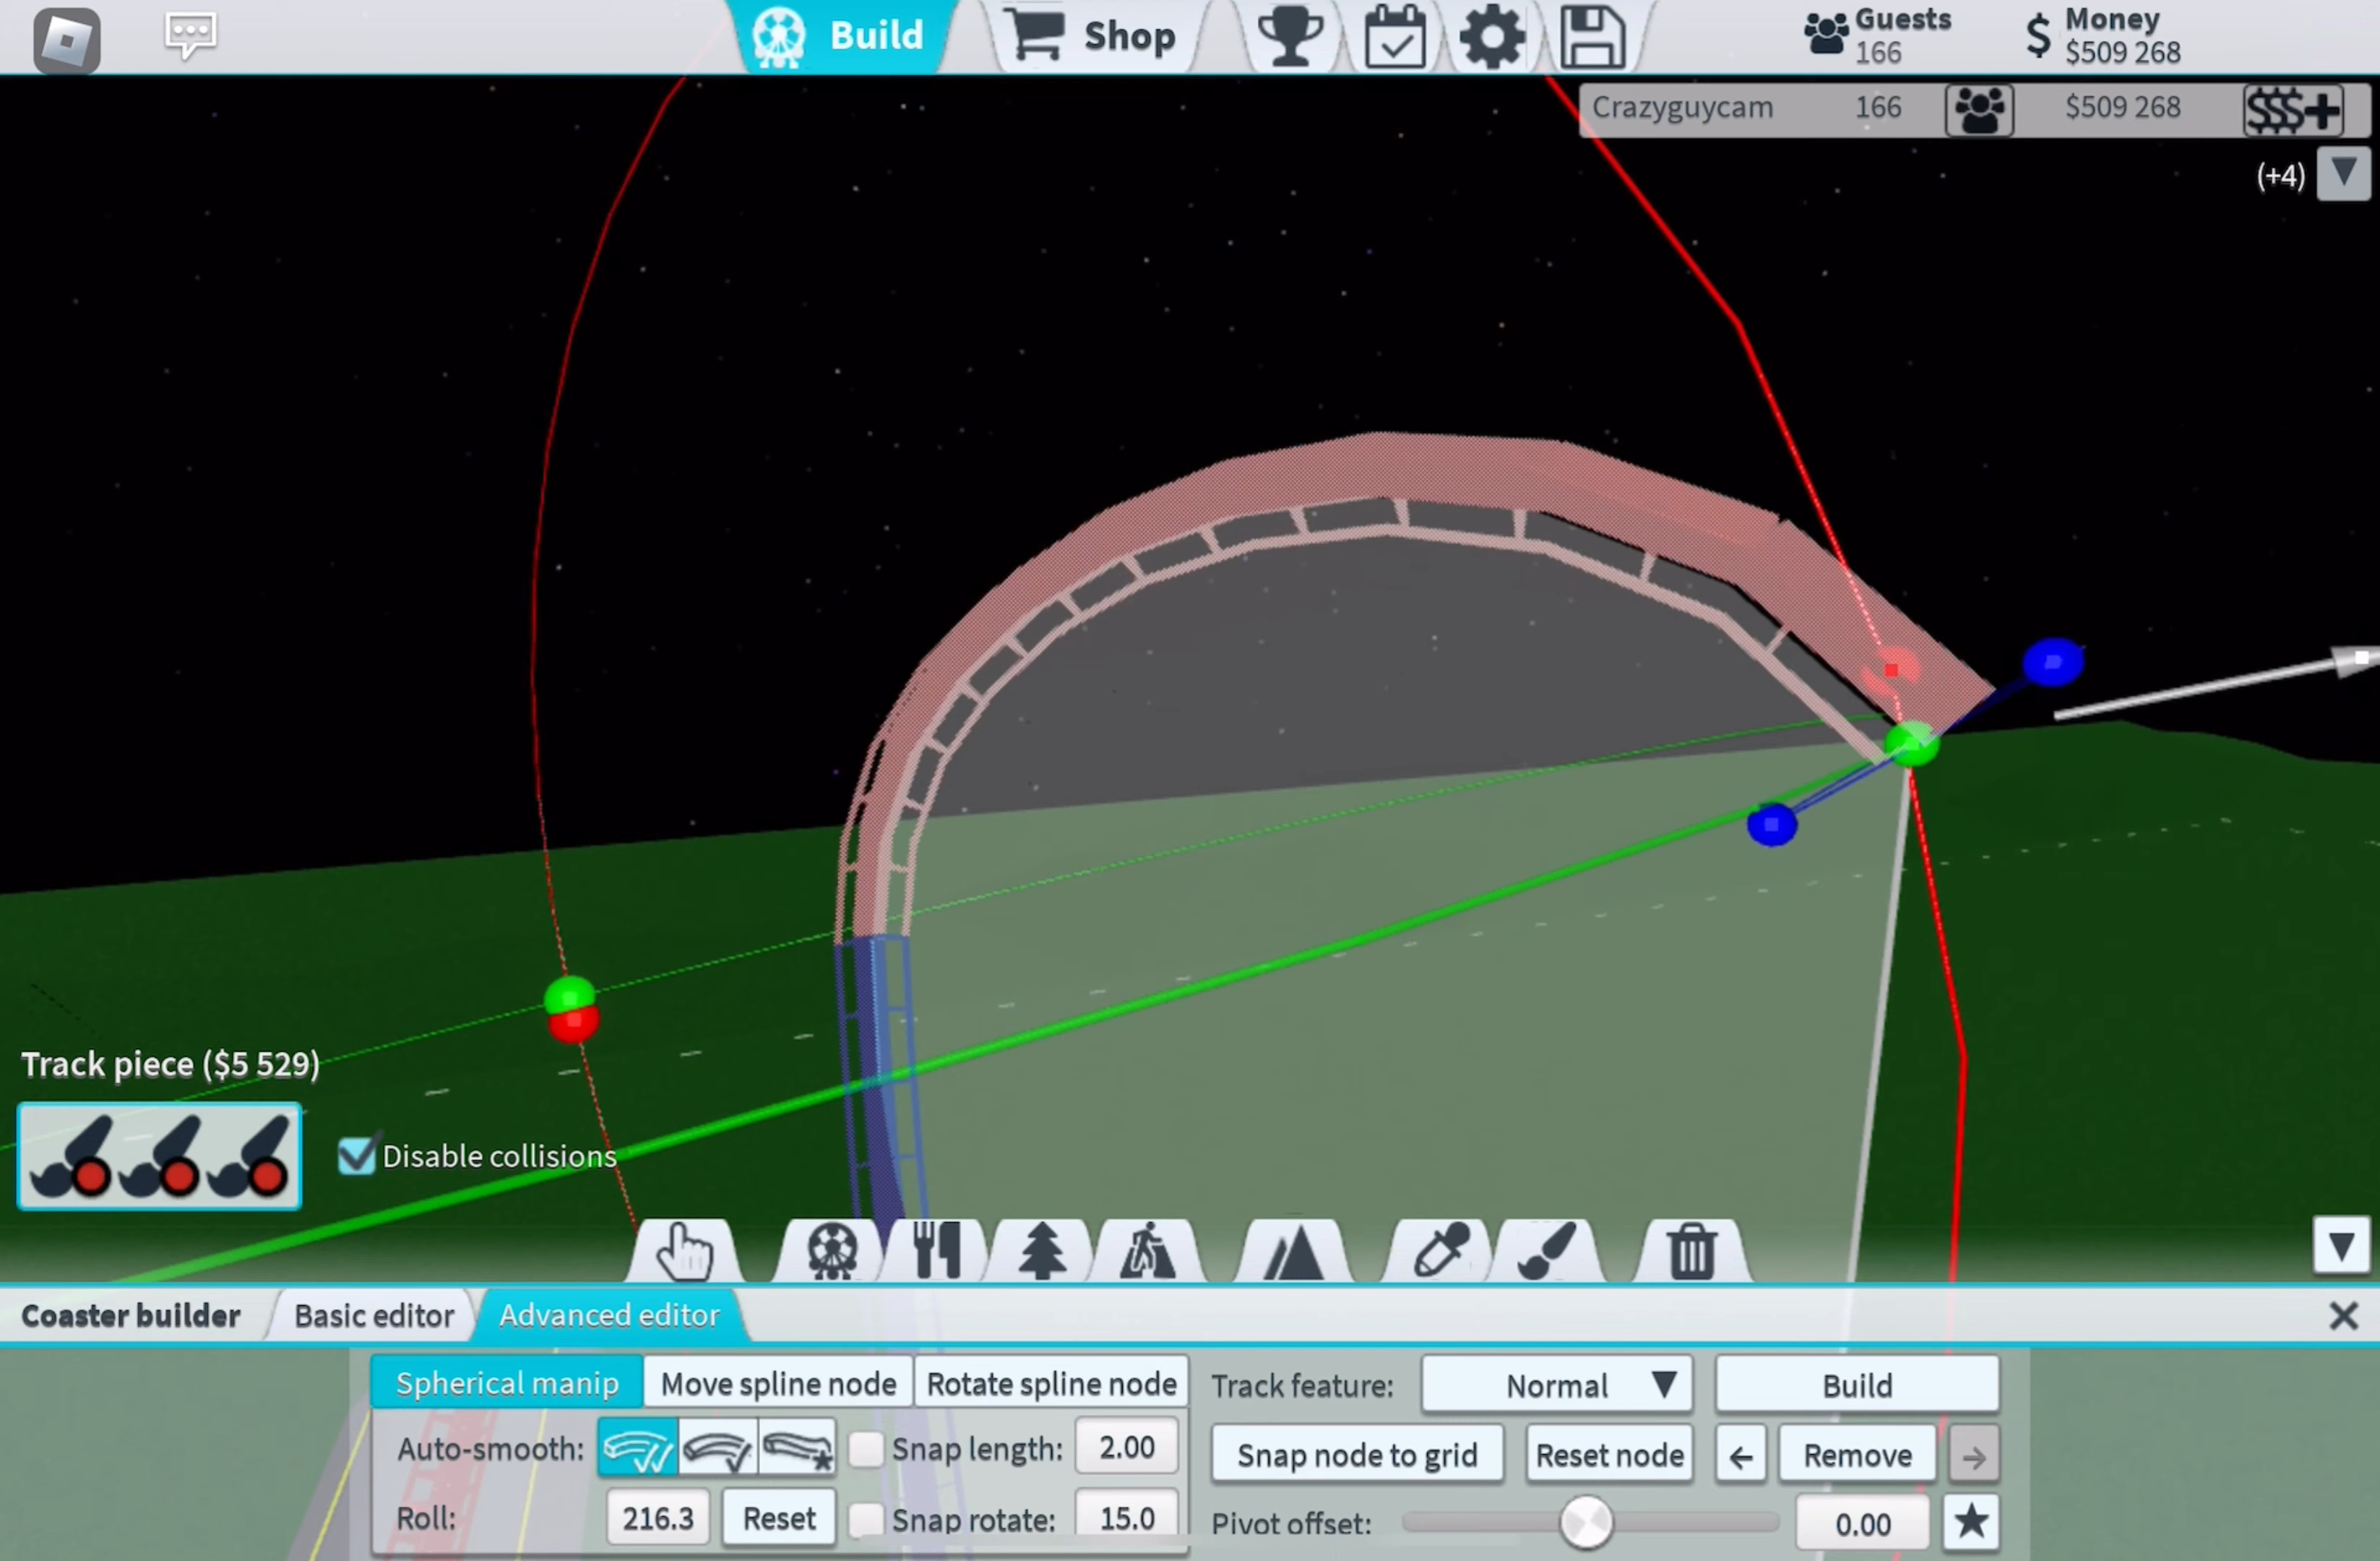 Build
Shop
Guests
166
Money
$509 268
Crazyguycam 166 $509 268 $$$+
(+4)
Track piece ($5 529)
Disable collisions
Coaster builder Basic editor Advanced editor
Spherical manip Move spline node Rotate spline node Track feature: Normal Build
Auto-smooth: Snap length: 2.00 Snap node to grid Reset node ← Remove →
Roll: 216.3 Reset Snap rotate: 15.0 Pivot offset: 0.00